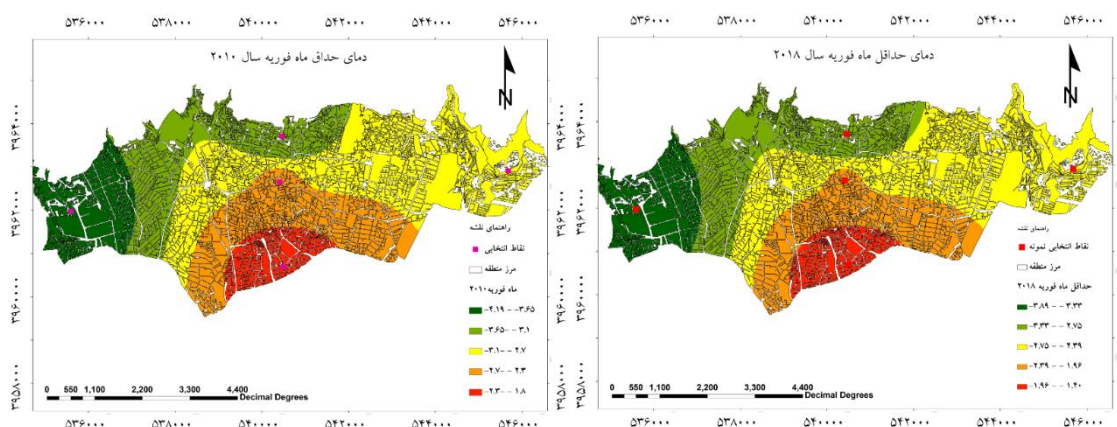 ۵۳۶۰۰۰ ۵۳۸۰۰۰ ۵۴۰۰۰۰ ۵۴۲۰۰۰ ۵۴۴۰۰۰ ۵۴۶۰۰۰
دمای حداق ماه فوریه سال ۲۰۱۰
N
۳۹۶۴۰۰۰
۳۹۶۲۰۰۰
۳۹۶۰۰۰۰
۳۹۵۸۰۰۰
راهنمای نقشه
نقاط انتخابی
مرز منطقه
ماه فوریه۲۰۱۰
-۴.۱۹ - -۳.۶۵
-۳.۶۵ - -۳.۱
-۳.۱ - -۲.۷
-۲.۷ - -۲.۳
-۲.۳ - -۱.۸
0 550 1,100 2,200 3,300 4,400
Decimal Degrees
۵۳۶۰۰۰ ۵۳۸۰۰۰ ۵۴۰۰۰۰ ۵۴۲۰۰۰ ۵۴۴۰۰۰ ۵۴۶۰۰۰
۵۳۶۰۰۰ ۵۳۸۰۰۰ ۵۴۰۰۰۰ ۵۴۲۰۰۰ ۵۴۴۰۰۰ ۵۴۶۰۰۰
دمای حداقل ماه فوریه سال ۲۰۱۸
N
۳۹۶۴۰۰۰
۳۹۶۲۰۰۰
۳۹۶۰۰۰۰
۳۹۵۸۰۰۰
راهنمای نقشه
نقاط انتخابی نمونه
مرز منطقه
حداقل ماه فوریه ۲۰۱۸
-۳.۸۹ - -۳.۳۳
-۳.۳۳ - -۲.۷۵
-۲.۷۵ - -۲.۳۹
-۲.۳۹ - -۱.۹۶
-۱.۹۶ - -۱.۴۰
0 550 1,100 2,200 3,300 4,400
Decimal Degrees
۵۳۶۰۰۰ ۵۳۸۰۰۰ ۵۴۰۰۰۰ ۵۴۲۰۰۰ ۵۴۴۰۰۰ ۵۴۶۰۰۰